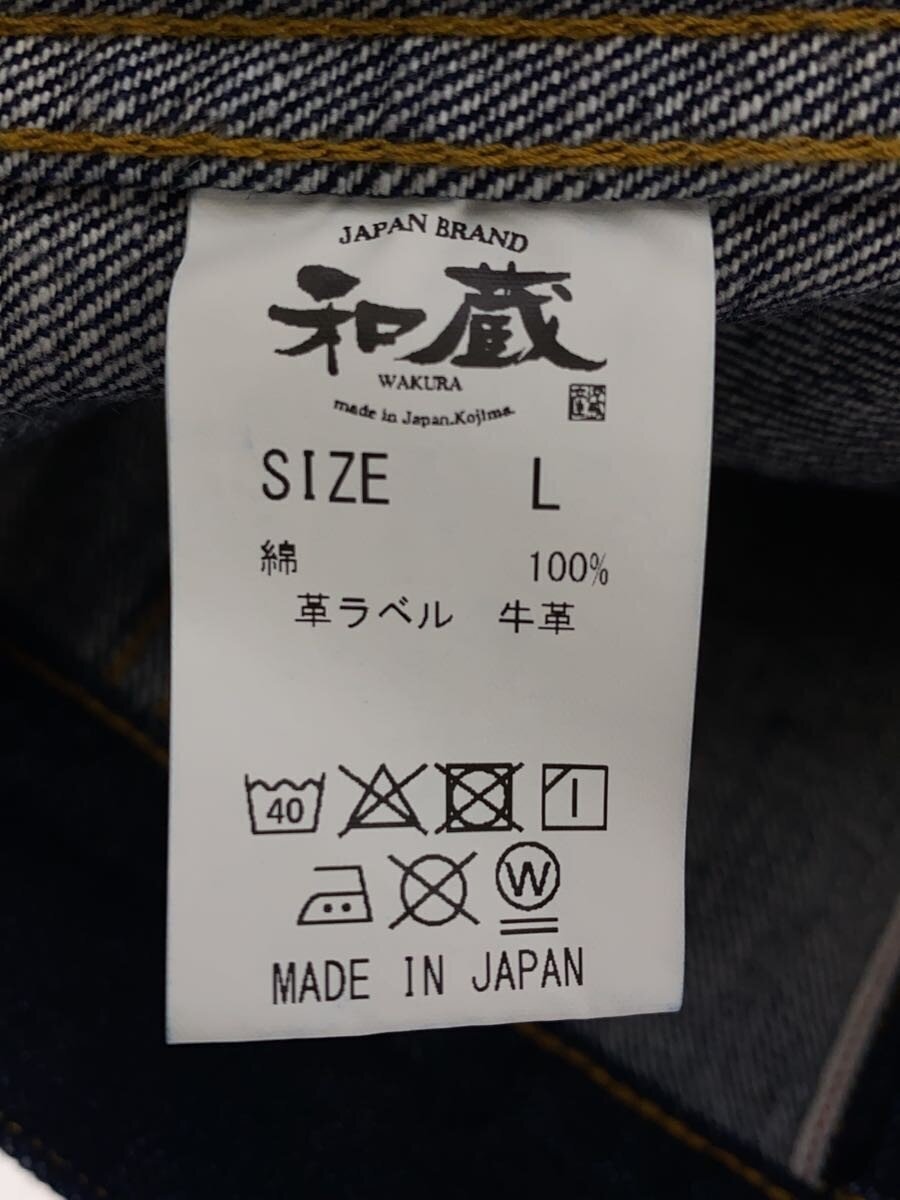 JAPAN BRAND
和蔵
WAKURA
made in Japan.Kojima.
SIZE L
綿 100%
革ラベル 牛革
40
W
MADE IN JAPAN